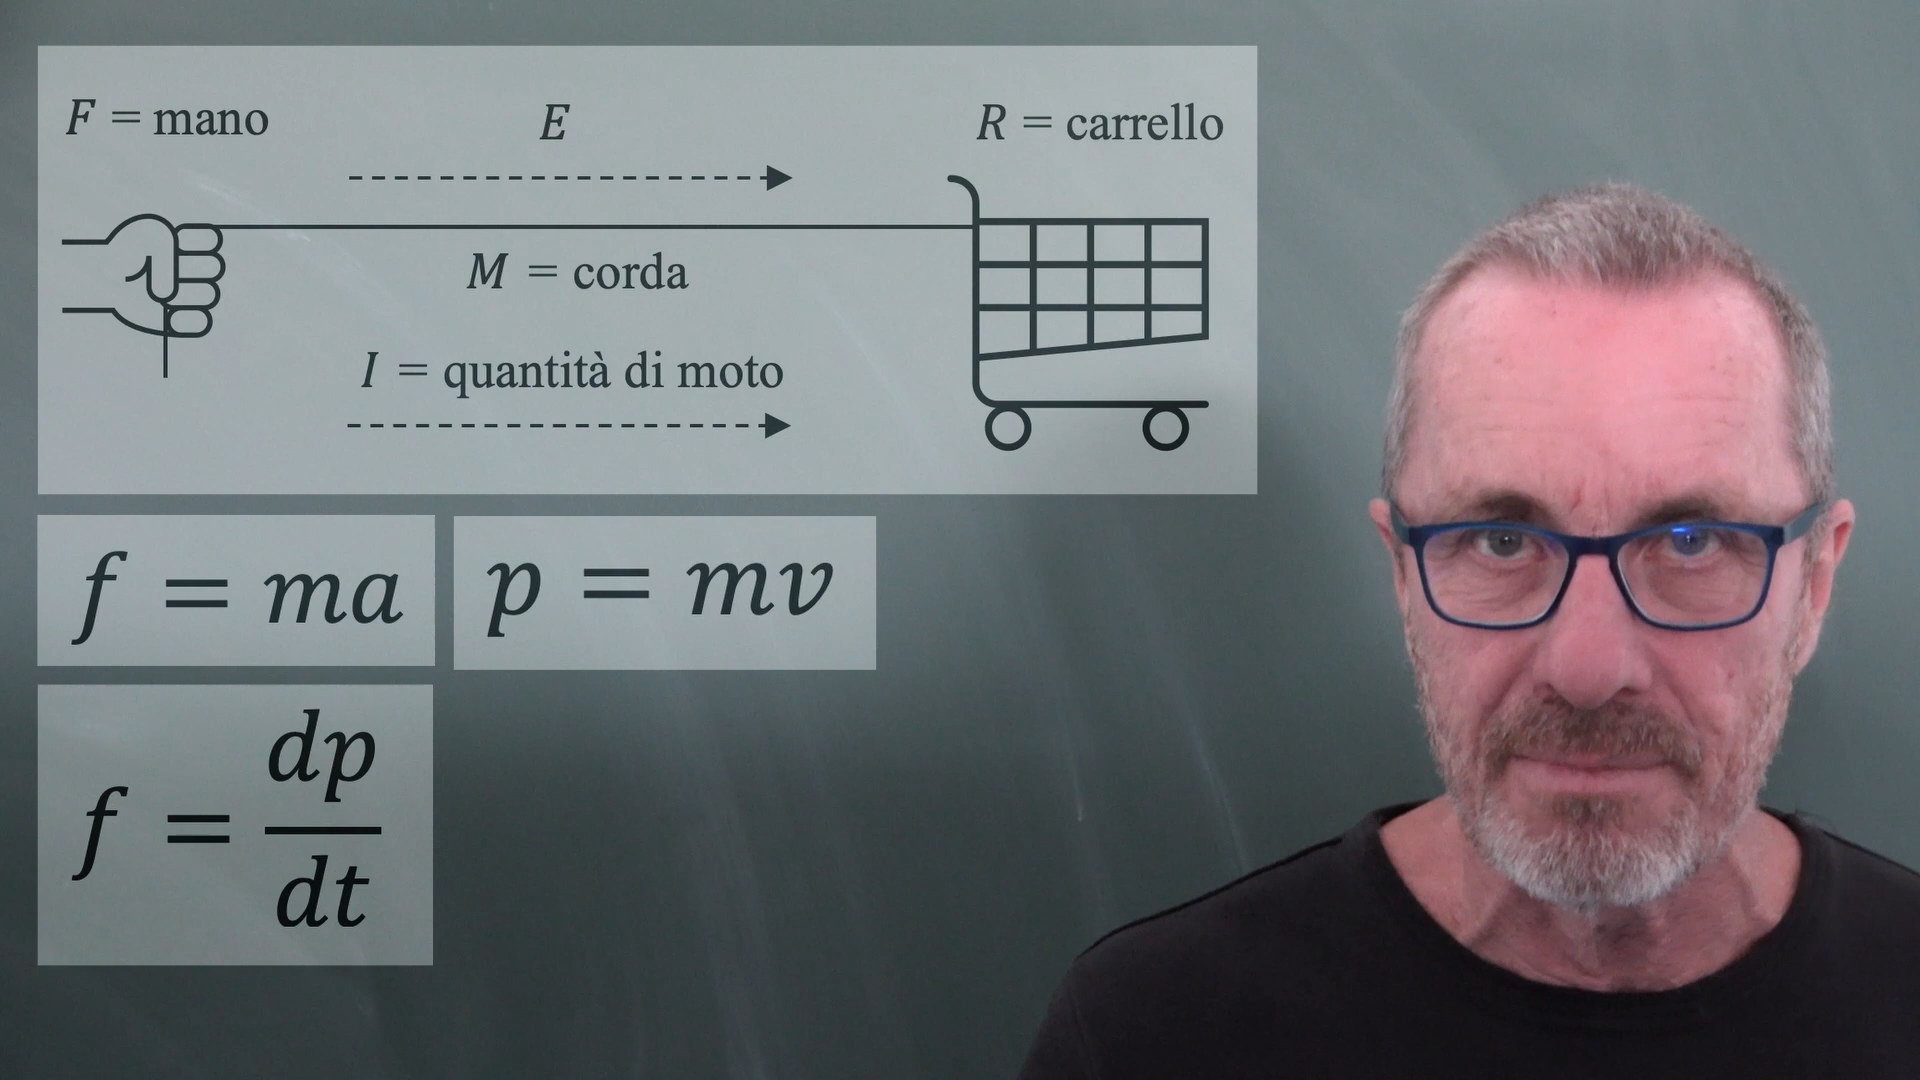 F = mano
E
R = carrello
M = corda
I = quantità di moto
f = ma
p = mv
f = dp/dt